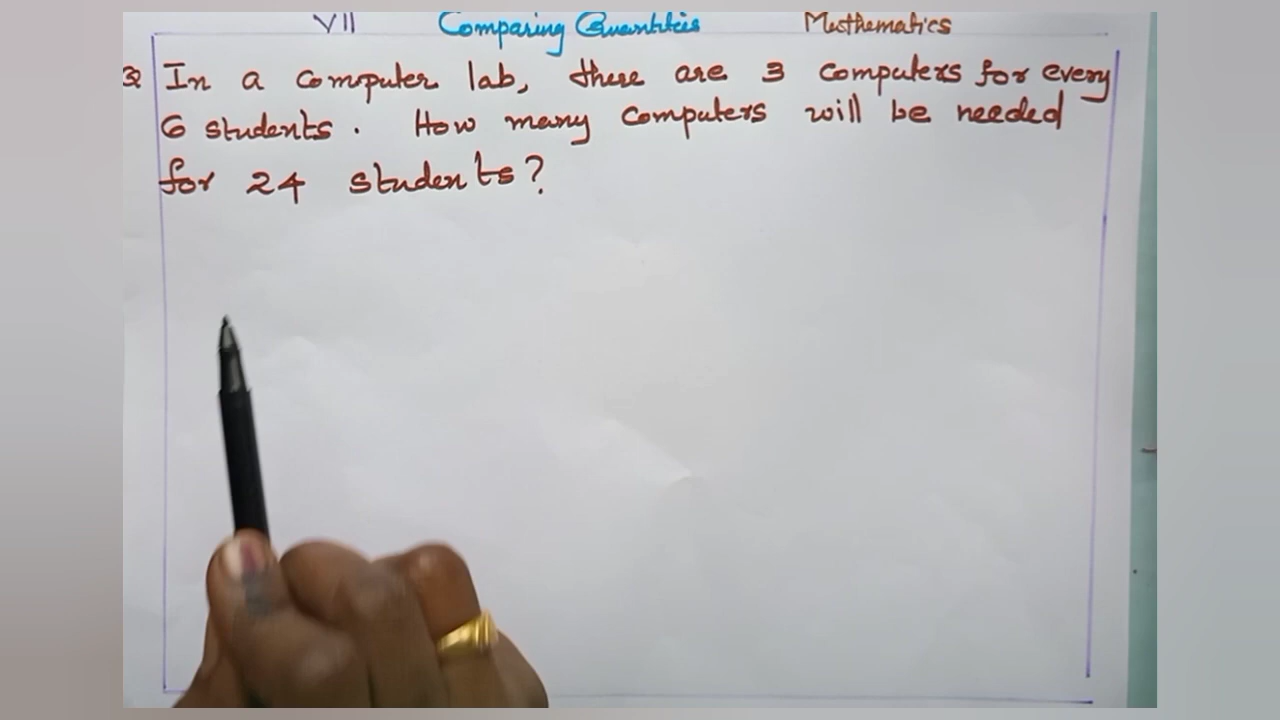 VII Comparing Quantities Mathematics
Q In a computer lab, there are 3 computers for every
6 students. How many computers will be needed
for 24 students?